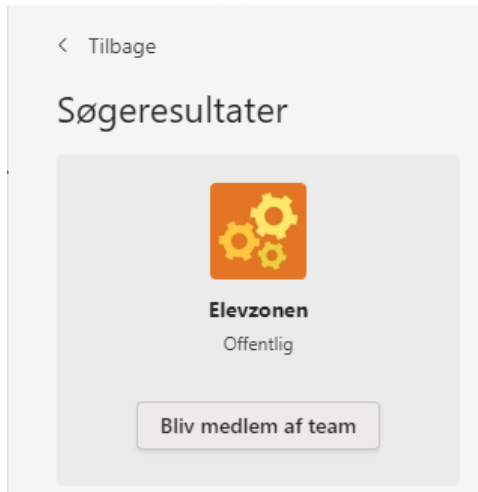 Tilbage
Søgeresultater
Elevzonen
Offentlig
Bliv medlem af team